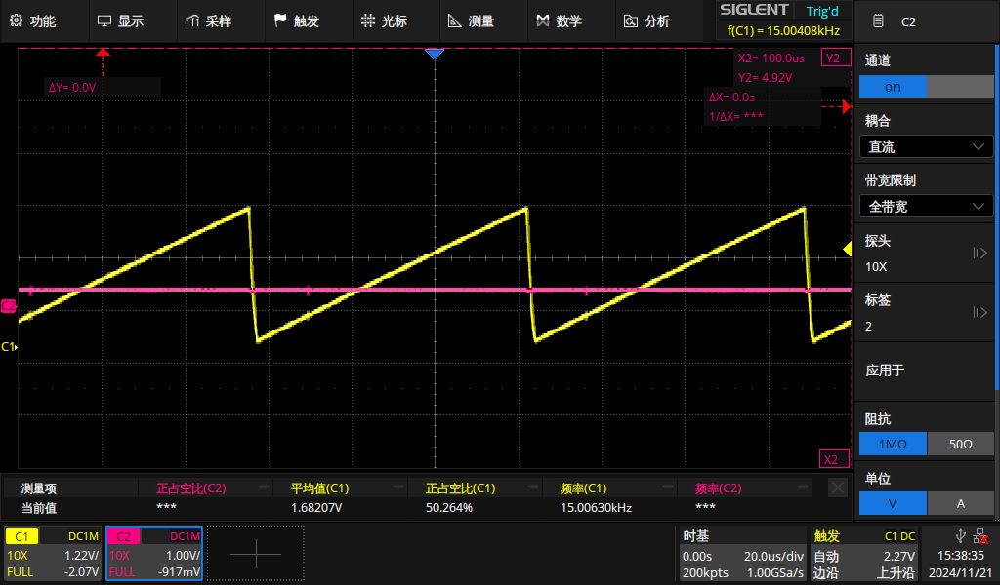 功能 显示 采样 触发 光标 测量 数学 分析
SIGLENT Trig'd
f(C1) = 15.00408kHz
C2
X2= 100.0us Y2
Y2= 4.92V
ΔY= 0.0V
ΔX= 0.0s
1/ΔX= ***
通道
on
耦合
直流
带宽限制
全带宽
探头
10X
标签
2
应用于
阻抗
1MΩ 50Ω
单位
V A
C2
C1
X2
测量项 正占空比(C2) 平均值(C1) 正占空比(C1) 频率(C1) 频率(C2)
当前值 *** 1.68207V 50.264% 15.00630kHz ***
C1 DC1M
10X 1.22V/
FULL -2.07V
C2 DC1M
10X 1.00V/
FULL -917mV
时基
0.00s 20.0us/div
200kpts 1.00GSa/s
触发 C1 DC
自动 2.27V
边沿 上升沿
15:38:35
2024/11/21